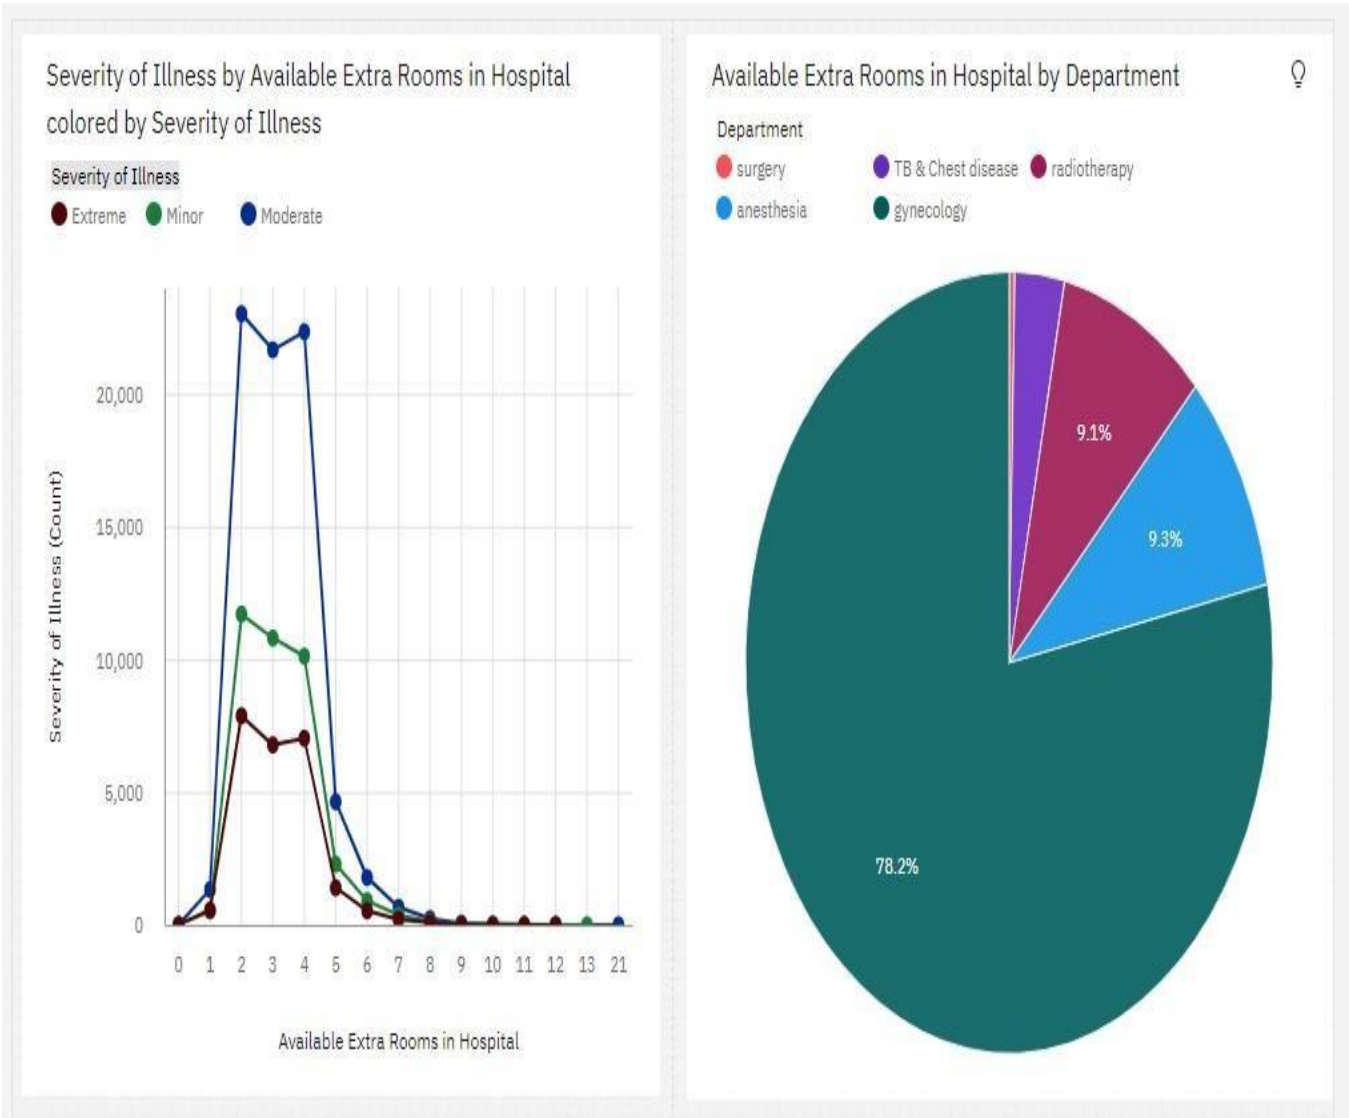 Severity of Illness by Available Extra Rooms in Hospital
colored by Severity of Illness
Severity of Illness
Extreme Minor Moderate
20,000
15,000
10,000
5,000
0
Severity of Illness (Count)
0 1 2 3 4 5 6 7 8 9 10 11 12 13 21
Available Extra Rooms in Hospital
Available Extra Rooms in Hospital by Department
Department
surgery TB & Chest disease radiotherapy
anesthesia gynecology
9.1%
9.3%
78.2%